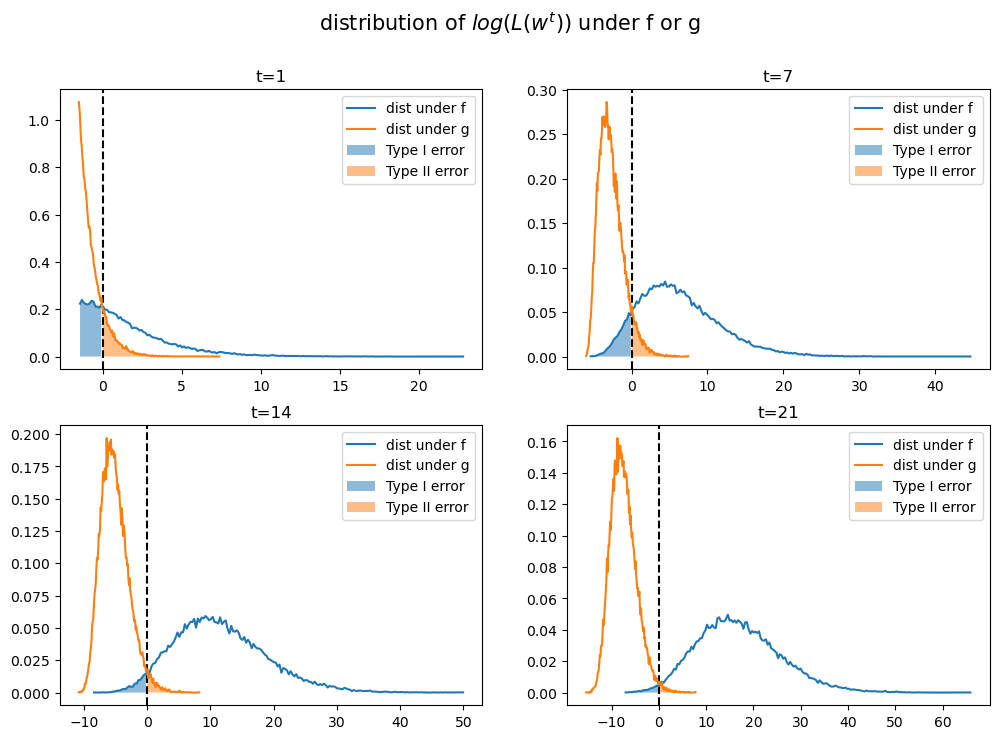 distribution of log(L(w^t)) under f or g
t=1
1.0
0.8
0.6
0.4
0.2
0.0
0 5 10 15 20
dist under f
dist under g
Type I error
Type II error
t=7
0.30
0.25
0.20
0.15
0.10
0.05
0.00
0 10 20 30 40
dist under f
dist under g
Type I error
Type II error
t=14
0.200
0.175
0.150
0.125
0.100
0.075
0.050
0.025
0.000
−10 0 10 20 30 40 50
dist under f
dist under g
Type I error
Type II error
t=21
0.16
0.14
0.12
0.10
0.08
0.06
0.04
0.02
0.00
−10 0 10 20 30 40 50 60
dist under f
dist under g
Type I error
Type II error